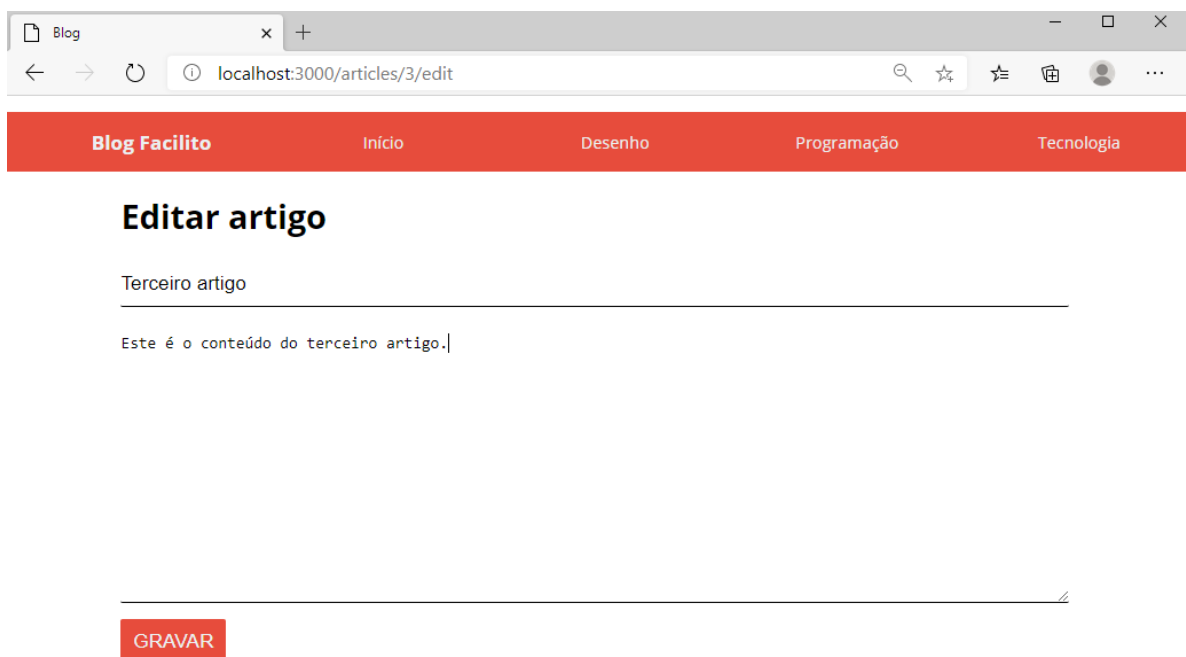 Blog
localhost:3000/articles/3/edit
Blog Facilito Início Desenho Programação Tecnologia
Editar artigo
Terceiro artigo
Este é o conteúdo do terceiro artigo.
GRAVAR